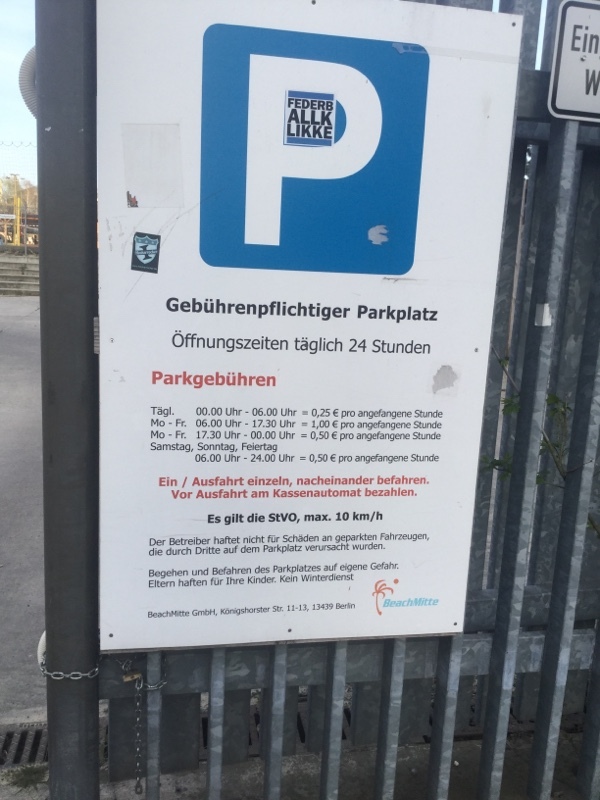 Ein
W
P
FEDERB
ALLK
LIKKE
Gebührenpflichtiger Parkplatz
Öffnungszeiten täglich 24 Stunden
Parkgebühren
Tägl. 00.00 Uhr - 06.00 Uhr = 0,25 € pro angefangene Stunde
Mo - Fr. 06.00 Uhr - 17.30 Uhr = 1,00 € pro angefangene Stunde
Mo - Fr. 17.30 Uhr - 00.00 Uhr = 0,50 € pro angefangene Stunde
Samstag, Sonntag, Feiertag
06.00 Uhr - 24.00 Uhr = 0,50 € pro angefangene Stunde
Ein / Ausfahrt einzeln, nacheinander befahren.
Vor Ausfahrt am Kassenautomat bezahlen.
Es gilt die StVO, max. 10 km/h
Der Betreiber haftet nicht für Schäden an geparkten Fahrzeugen,
die durch Dritte auf dem Parkplatz verursacht wurden.
Begehen und Befahren des Parkplatzes auf eigene Gefahr.
Eltern haften für Ihre Kinder. Kein Winterdienst
BeachMitte GmbH, Königshorster Str. 11-13, 13439 Berlin
BeachMitte